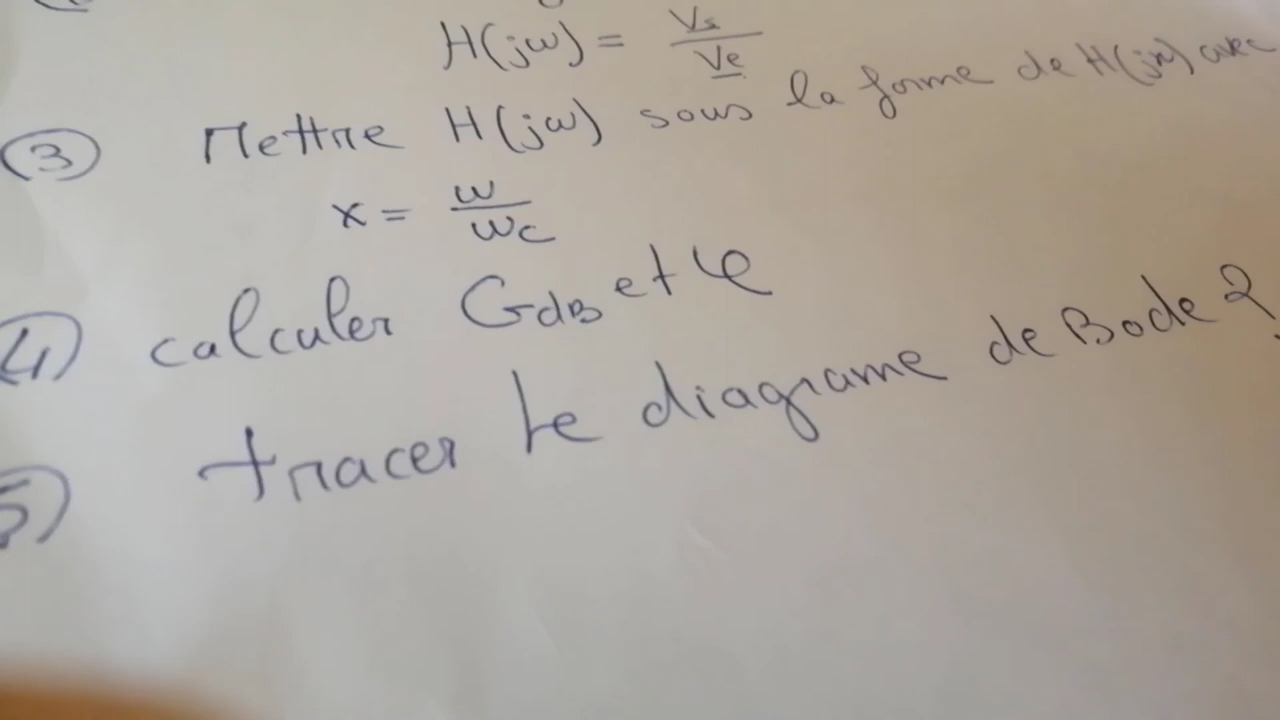 H(jω) = Vs/Ve
③ Mettre H(jω) sous la forme de H(jx) avec
x = ω/ωc
④ calculer GdB et φ
⑤ tracer le diagrame de Bode ?